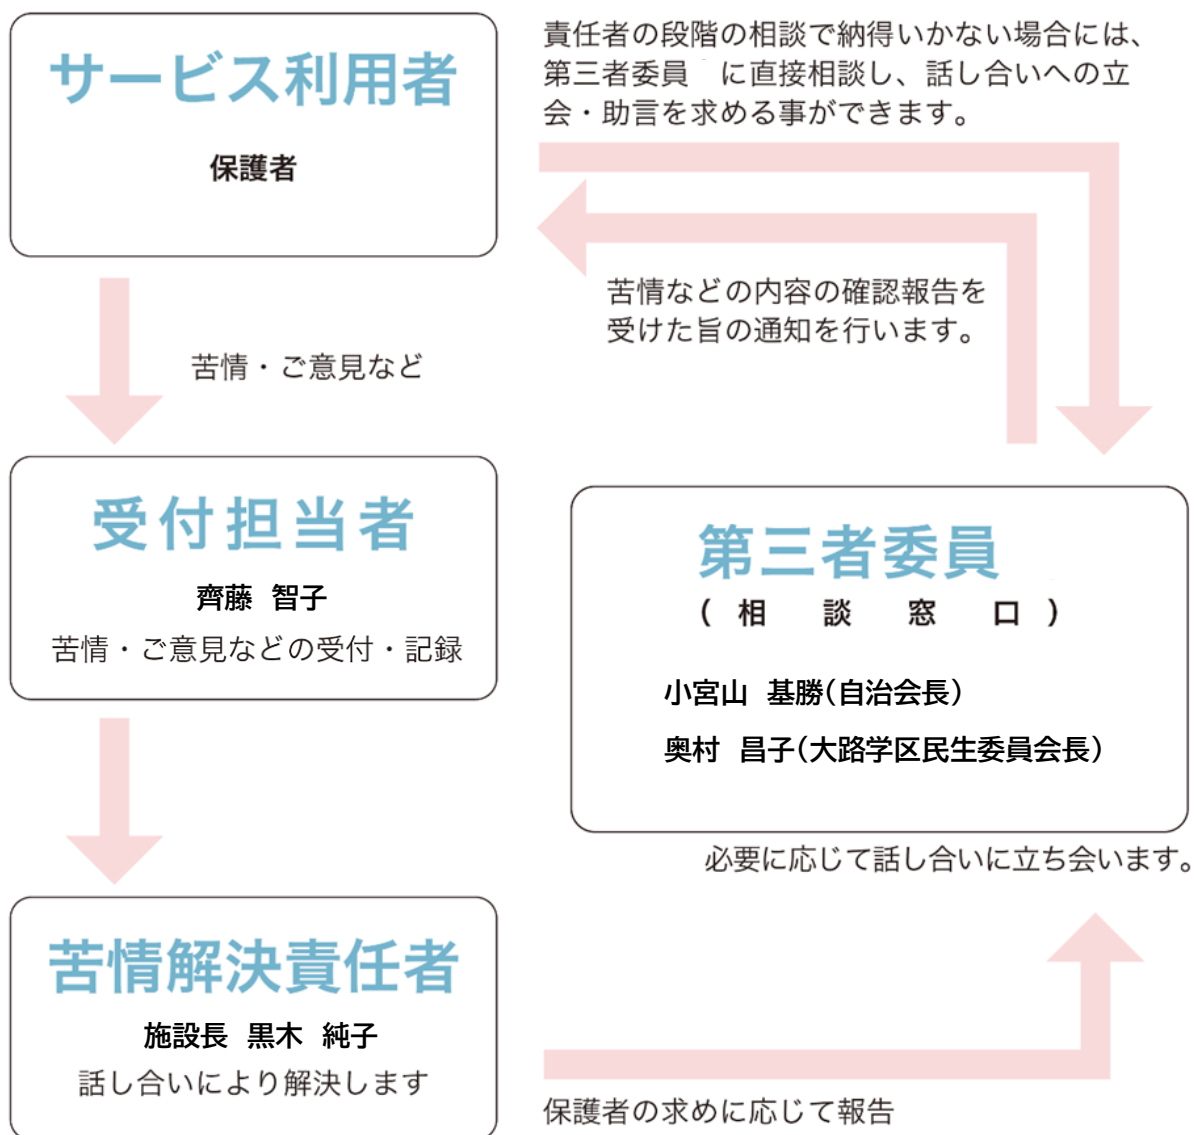 サービス利用者
保護者
責任者の段階の相談で納得いかない場合には、
第三者委員 に直接相談し、話し合いへの立
会・助言を求める事ができます。
苦情などの内容の確認報告を
受けた旨の通知を行います。
苦情・ご意見など
受付担当者
齊藤 智子
苦情・ご意見などの受付・記録
第三者委員
(相談窓口)
小宮山 基勝(自治会長)
奥村 昌子(大路学区民生委員会長)
必要に応じて話し合いに立ち会います。
苦情解決責任者
施設長 黒木 純子
話し合いにより解決します
保護者の求めに応じて報告